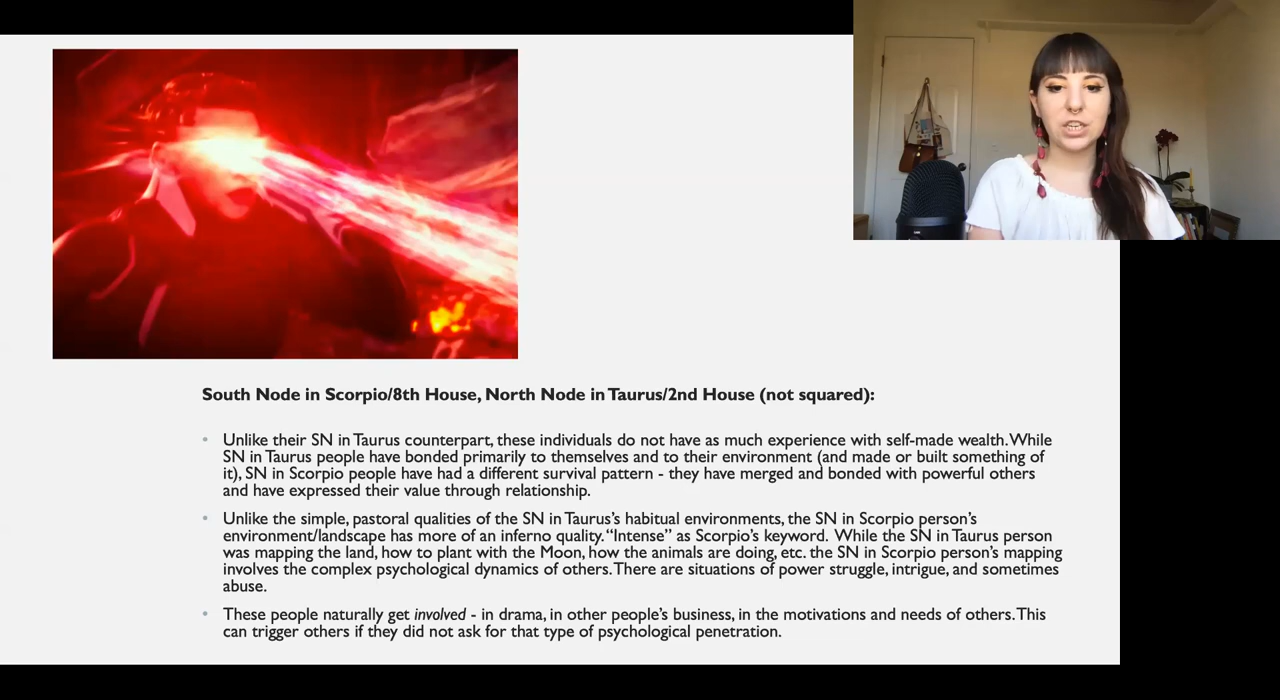 South Node in Scorpio/8th House, North Node in Taurus/2nd House (not squared):
• Unlike their SN in Taurus counterpart, these individuals do not have as much experience with self-made wealth. While
SN in Taurus people have bonded primarily to themselves and to their environment (and made or built something of
it), SN in Scorpio people have had a different survival pattern - they have merged and bonded with powerful others
and have expressed their value through relationship.
• Unlike the simple, pastoral qualities of the SN in Taurus's habitual environments, the SN in Scorpio person's
environment/landscape has more of an inferno quality. "Intense" as Scorpio's keyword.  While the SN in Taurus person
was mapping the land, how to plant with the Moon, how the animals are doing, etc. the SN in Scorpio person's mapping
involves the complex psychological dynamics of others. There are situations of power struggle, intrigue, and sometimes
abuse.
• These people naturally get involved - in drama, in other people's business, in the motivations and needs of others. This
can trigger others if they did not ask for that type of psychological penetration.